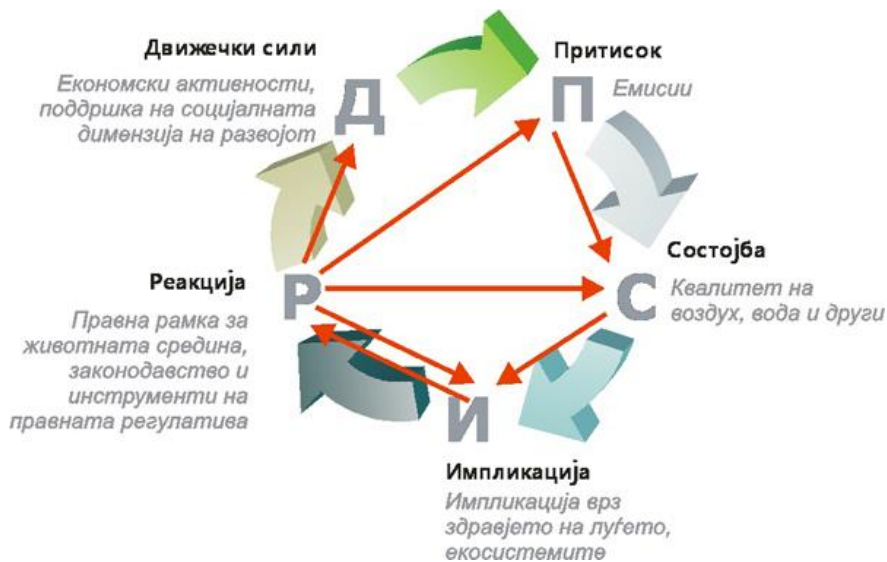 Движечки сили
Економски активности,
поддршка на социјалната
димензија на развојот
Д
Притисок
П
Емисии
Состојба
С
Квалитет на
воздух, вода и други
Реакција
Р
Правна рамка за
животната средина,
законодавство и
инструменти на
правната регулатива
И
Импликација
Импликација врз
здравјето на луѓето,
екосистемите